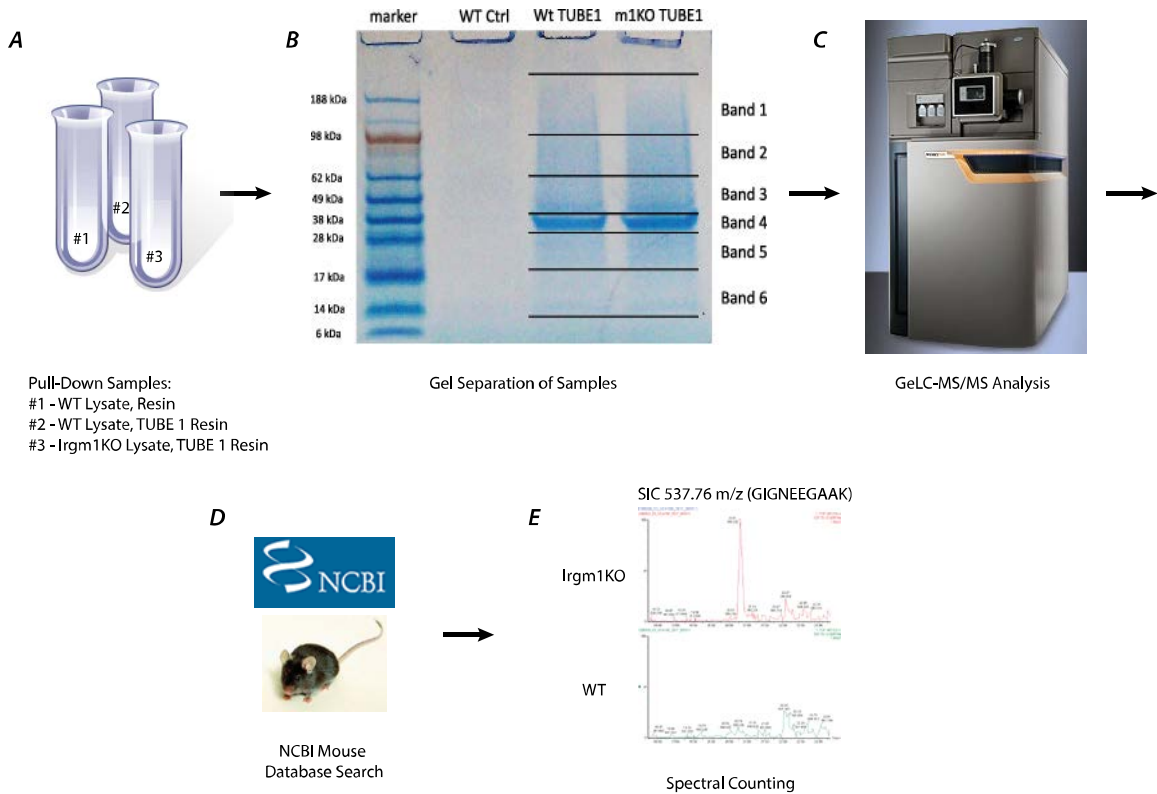 A
#1
#2
#3
Pull-Down Samples:
#1 - WT Lysate, Resin
#2 - WT Lysate, TUBE 1 Resin
#3 - Irgm1KO Lysate, TUBE 1 Resin
B
marker WT Ctrl Wt TUBE1 m1KO TUBE1
188 kDa
98 kDa
62 kDa
49 kDa
38 kDa
28 kDa
17 kDa
14 kDa
6 kDa
Band 1
Band 2
Band 3
Band 4
Band 5
Band 6
Gel Separation of Samples
C
GeLC-MS/MS Analysis
D
NCBI
NCBI Mouse
Database Search
E
SIC 537.76 m/z (GIGNEEGAAK)
Irgm1KO
WT
Spectral Counting